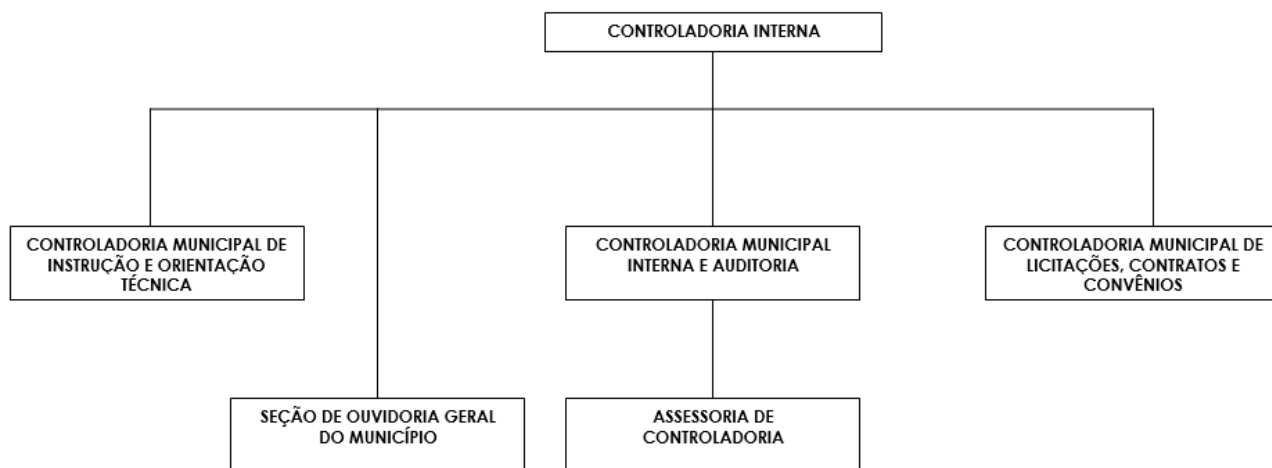 CONTROLADORIA INTERNA
CONTROLADORIA MUNICIPAL DE
INSTRUÇÃO E ORIENTAÇÃO
TÉCNICA
CONTROLADORIA MUNICIPAL
INTERNA E AUDITORIA
CONTROLADORIA MUNICIPAL DE
LICITAÇÕES, CONTRATOS E
CONVÊNIOS
SEÇÃO DE OUVIDORIA GERAL
DO MUNICÍPIO
ASSESSORIA DE
CONTROLADORIA